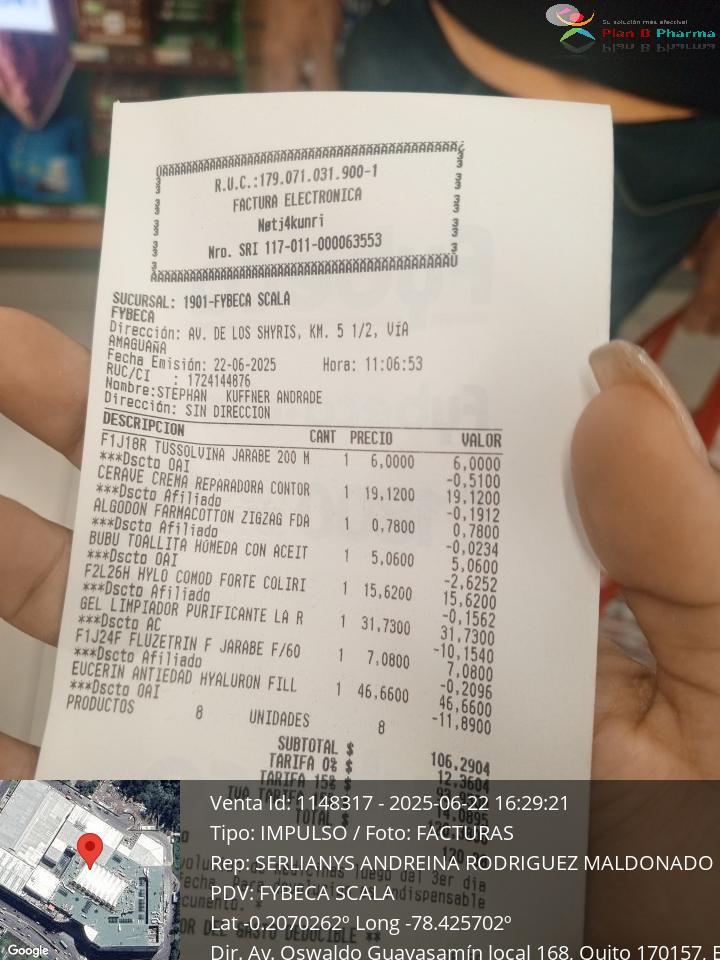 Su solución más efectiva!
Plan B Pharma
R.U.C.:179.071.031.900-1
FACTURA ELECTRONICA
Nøtj4kunri
Nro. SRI 117-011-000063553
SUCURSAL: 1901-FYBECA SCALA
FYBECA
Dirección: AV. DE LOS SHYRIS, KM. 5 1/2, VíA
AMAGUAñA
Fecha Emisión: 22-06-2025 Hora: 11:06:53
RUC/CI : 1724144876
Nombre:STEPHAN KUFFNER ANDRADE
Dirección: SIN DIRECCION
DESCRIPCION CANT PRECIO VALOR
F1J18R TUSSOLVINA JARABE 200 M 1 6,0000 6,0000
***Dscto OAI -0,5100
CERAVE CREMA REPARADORA CONTOR 1 19,1200 19,1200
***Dscto Afiliado -0,1912
ALGODON FARMACOTTON ZIGZAG FDA 1 0,7800 0,7800
***Dscto Afiliado -0,0234
BUBU TOALLITA HÚMEDA CON ACEIT 1 5,0600 5,0600
***Dscto OAI -2,6252
F2L26H HYLO COMOD FORTE COLIRI 1 15,6200 15,6200
***Dscto Afiliado -0,1562
GEL LIMPIADOR PURIFICANTE LA R 1 31,7300 31,7300
***Dscto AC -10,1540
F1J24F FLUZETRIN F JARABE F/60 1 7,0800 7,0800
***Dscto Afiliado -0,2096
EUCERIN ANTIEDAD HYALURON FILL 1 46,6600 46,6600
***Dscto OAI -11,8900
PRODUCTOS 8 UNIDADES 8
SUBTOTAL $ 106.2904
TARIFA 0% $ 12.3604
TARIFA 15% $
TOTAL $
Venta Id: 1148317 - 2025-06-22 16:29:21
Tipo: IMPULSO / Foto: FACTURAS
Rep: SERLIANYS ANDREINA RODRIGUEZ MALDONADO
PDV: FYBECA SCALA
Lat -0.2070262º Long -78.425702º
Dir. Av. Oswaldo Guayasamín local 168, Quito 170157, E
Google